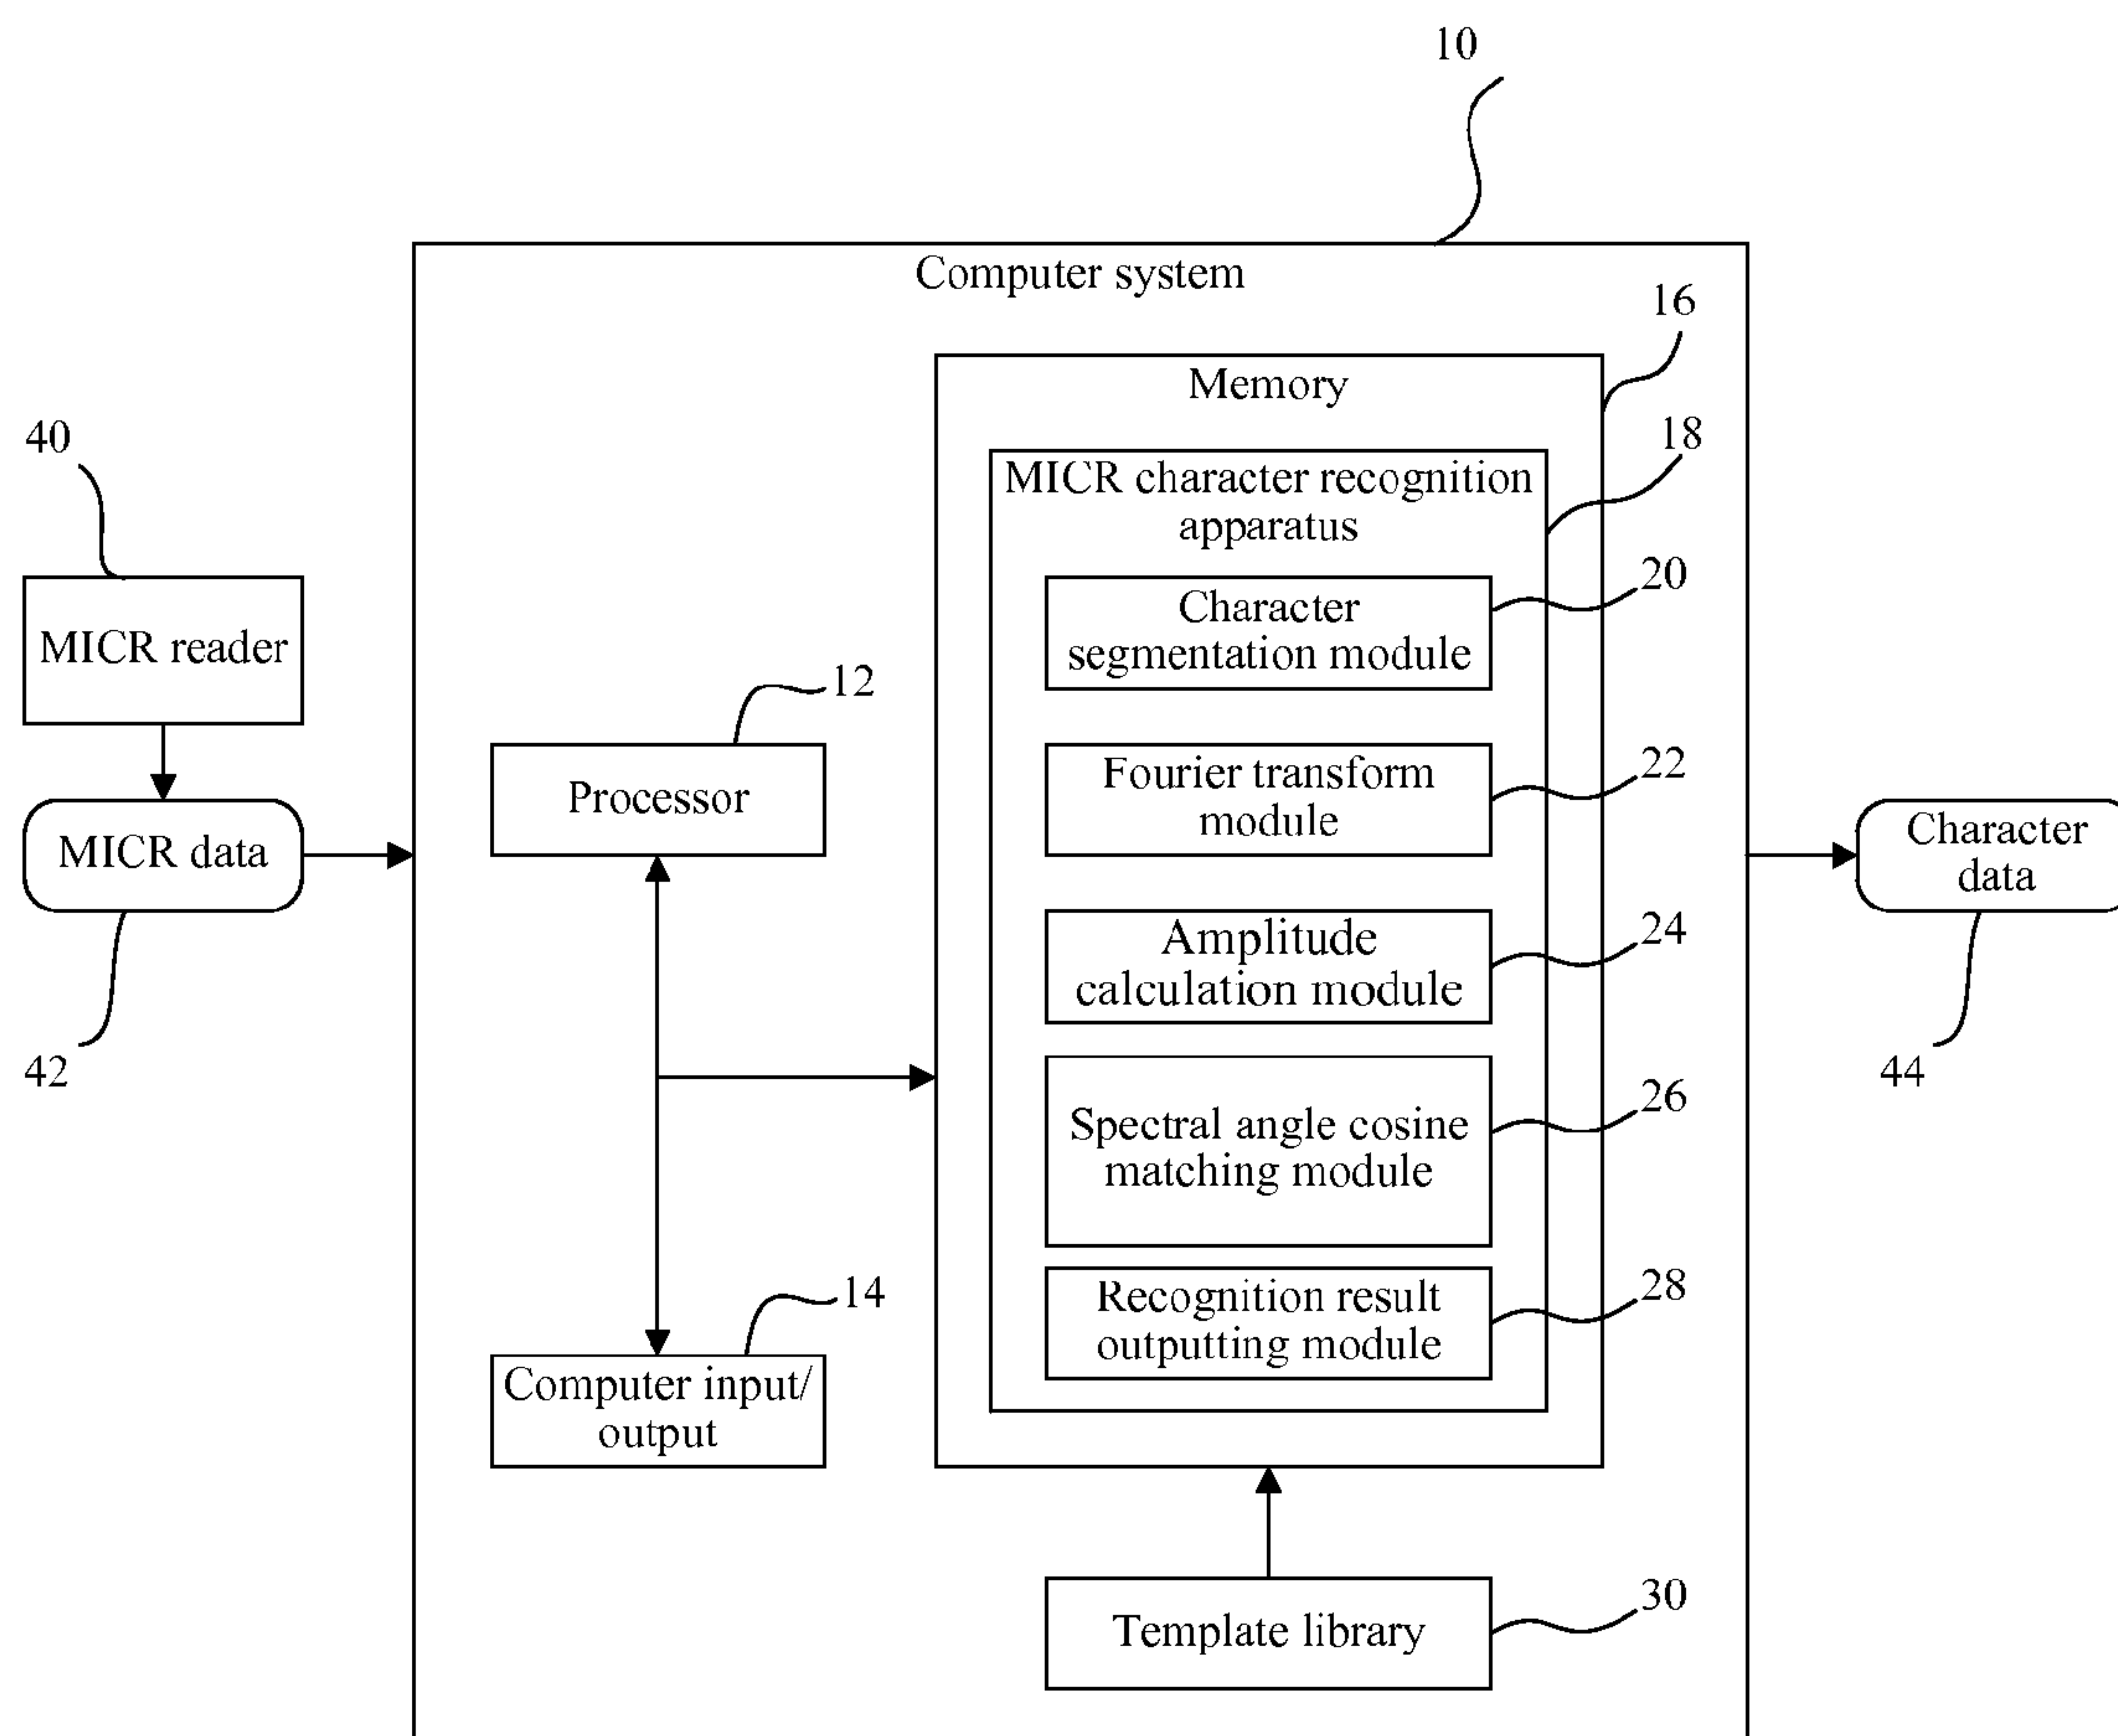 10
Computer system
16
Memory
40
18
MICR character recognition
apparatus
20
Character
segmentation module
MICR reader
12
22
Processor
Fourier transform
module
MICR data
Character
data
24
Amplitude
calculation module
42
44
26
Spectral angle cosine
matching module
14
28
Recognition result
outputting module
Computer input/
output
30
Template library